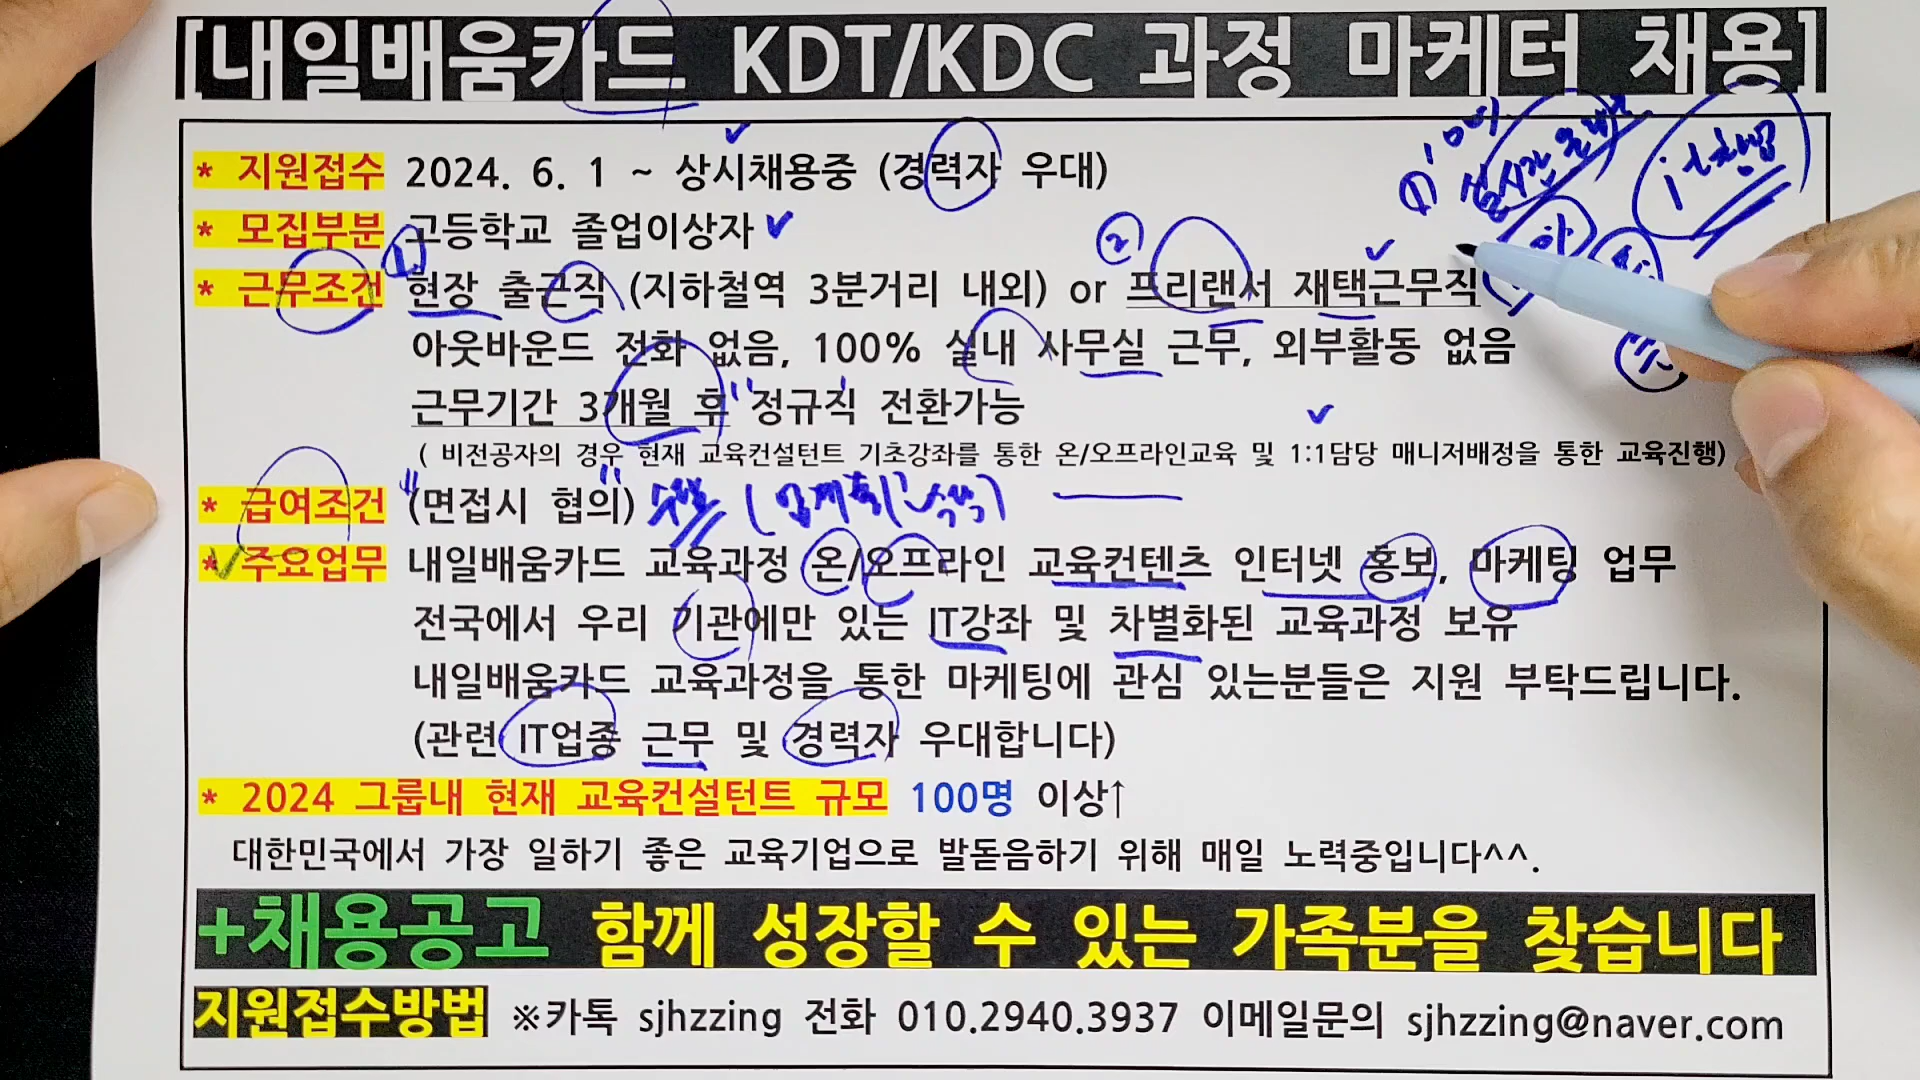 [내일배움카드 KDT/KDC 과정 마케터 채용]
* 지원접수 2024. 6. 1 ~ 상시채용중 (경력자 우대)
* 모집부분 고등학교 졸업이상자
* 근무조건 현장 출근직 (지하철역 3분거리 내외) or 프리랜서 재택근무직
아웃바운드 전화 없음, 100% 실내 사무실 근무, 외부활동 없음
근무기간 3개월 후 정규직 전환가능
( 비전공자의 경우 현재 교육컨설턴트 기초강좌를 통한 온/오프라인교육 및 1:1담당 매니저배정을 통한 교육진행)
* 급여조건 (면접시 협의)
* 주요업무 내일배움카드 교육과정 온/오프라인 교육컨텐츠 인터넷 홍보, 마케팅 업무
전국에서 우리 기관에만 있는 IT강좌 및 차별화된 교육과정 보유
내일배움카드 교육과정을 통한 마케팅에 관심 있는분들은 지원 부탁드립니다.
(관련 IT업종 근무 및 경력자 우대합니다)
* 2024 그룹내 현재 교육컨설턴트 규모 100명 이상↑
대한민국에서 가장 일하기 좋은 교육기업으로 발돋음하기 위해 매일 노력중입니다^^.
+채용공고 함께 성장할 수 있는 가족분을 찾습니다
지원접수방법 ※카톡 sjhzzing 전화 010.2940.3937 이메일문의 sjhzzing@naver.com